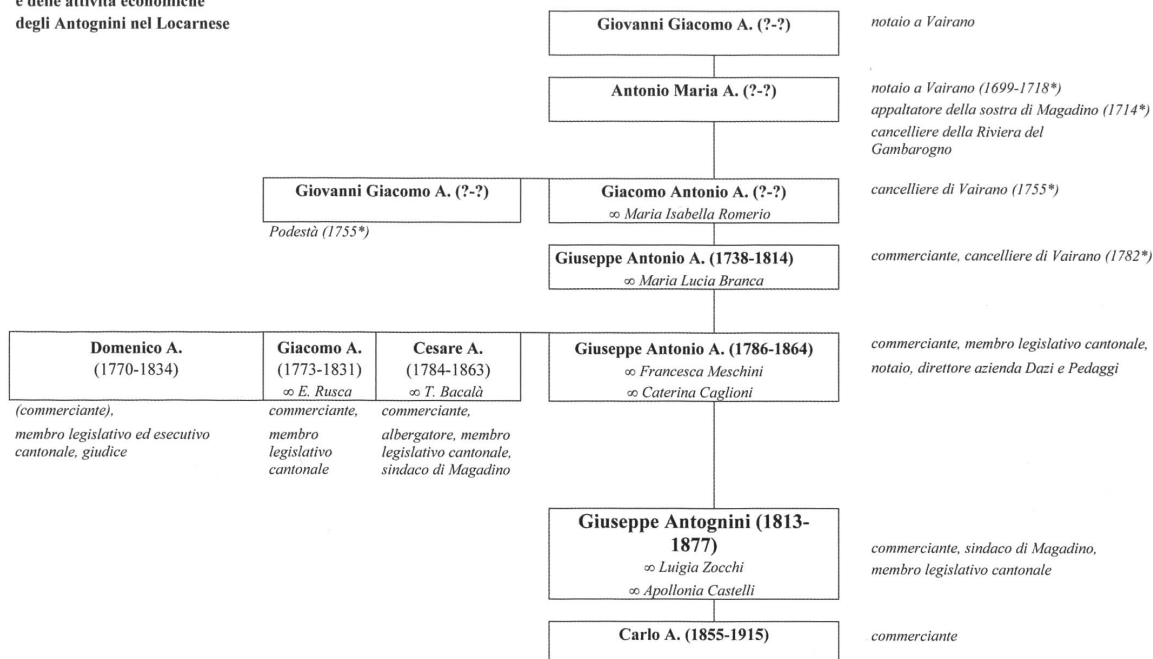 e delle attività economiche
degli Antognini nel Locarnese
Giovanni Giacomo A. (?-?)
notaio a Vairano
Antonio Maria A. (?-?)
notaio a Vairano (1699-1718*)
appaltatore della sostra di Magadino (1714*)
cancelliere della Riviera del
Gambarogno
Giovanni Giacomo A. (?-?)
Podestà (1755*)
Giacomo Antonio A. (?-?)
∞ Maria Isabella Romerio
cancelliere di Vairano (1755*)
Giuseppe Antonio A. (1738-1814)
∞ Maria Lucia Branca
commerciante, cancelliere di Vairano (1782*)
Domenico A.
(1770-1834)
(commerciante),
membro legislativo ed esecutivo
cantonale, giudice
Giacomo A.
(1773-1831)
∞ E. Rusca
commerciante,
membro
legislativo
cantonale
Cesare A.
(1784-1863)
∞ T. Bacalà
commerciante,
albergatore, membro
legislativo cantonale,
sindaco di Magadino
Giuseppe Antonio A. (1786-1864)
∞ Francesca Meschini
∞ Caterina Caglioni
commerciante, membro legislativo cantonale,
notaio, direttore azienda Dazi e Pedaggi
Giuseppe Antognini (1813-
1877)
∞ Luigia Zocchi
∞ Apollonia Castelli
commerciante, sindaco di Magadino,
membro legislativo cantonale
Carlo A. (1855-1915)
commerciante